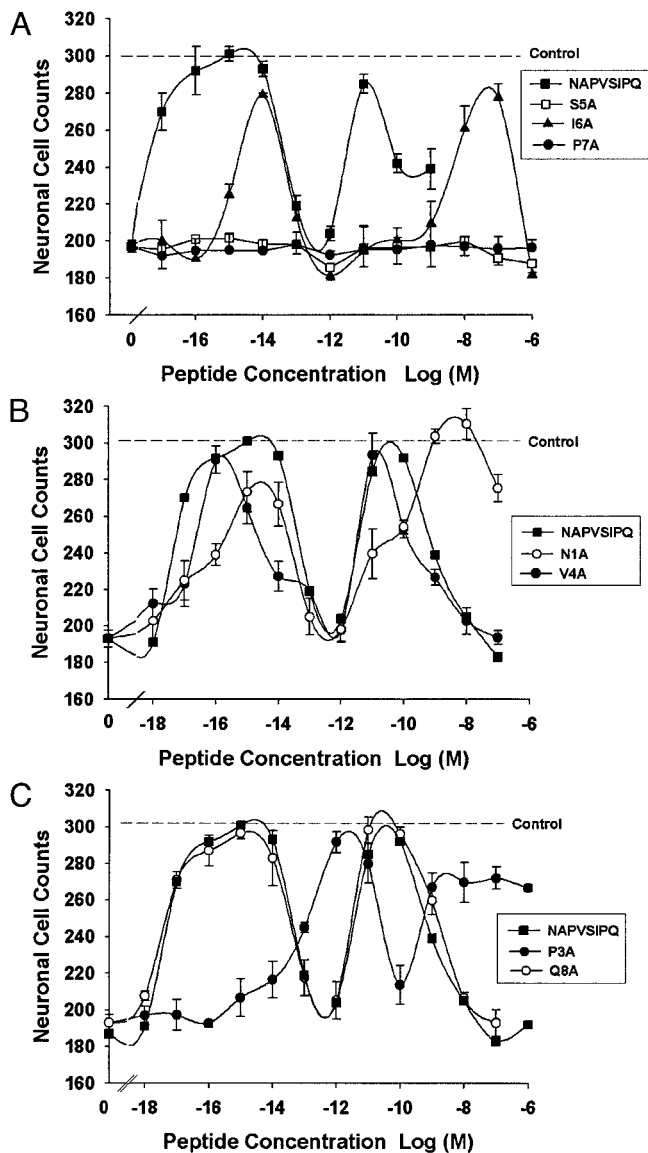 A
320
300
280
260
240
220
200
180
160
Neuronal Cell Counts
Control
NAPVSIPQ
S5A
I6A
P7A
0 -16 -14 -12 -10 -8 -6
Peptide Concentration Log (M)
B
320
300
280
260
240
220
200
180
160
Neuronal Cell Counts
Control
NAPVSIPQ
N1A
V4A
0 -18 -16 -14 -12 -10 -8 -6
Peptide Concentration Log (M)
C
320
300
280
260
240
220
200
180
160
Neuronal Cell Counts
Control
NAPVSIPQ
P3A
Q8A
0 -18 -16 -14 -12 -10 -8 -6
Peptide Concentration Log (M)